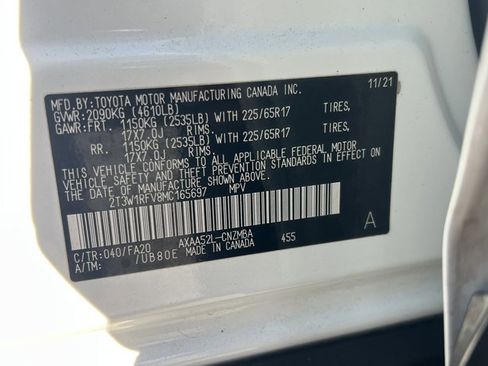 MFD.BY:TOYOTA MOTOR MANUFACTURING CANADA INC. 11/21
GVWR:2090KG (4610LB)
GAWR:FRT. 1150KG (2535LB) WITH 225/65R17 TIRES,
17X7.0J RIMS.
RR. 1150KG (2535LB) WITH 225/65R17 TIRES,
17X7.0J RIMS.
THIS VEHICLE CONFORMS TO ALL APPLICABLE FEDERAL MOTOR
VEHICLE SAFETY AND THEFT PREVENTION STANDARDS IN EFFECT
ON THE DATE OF MANUFACTURE SHOWN ABOVE.
2T3W1RFV8MC165697 MPV
A
C/TR:040/FA20 AXAA52L-CNZMBA 455
A/TM: /UB80E MADE IN CANADA